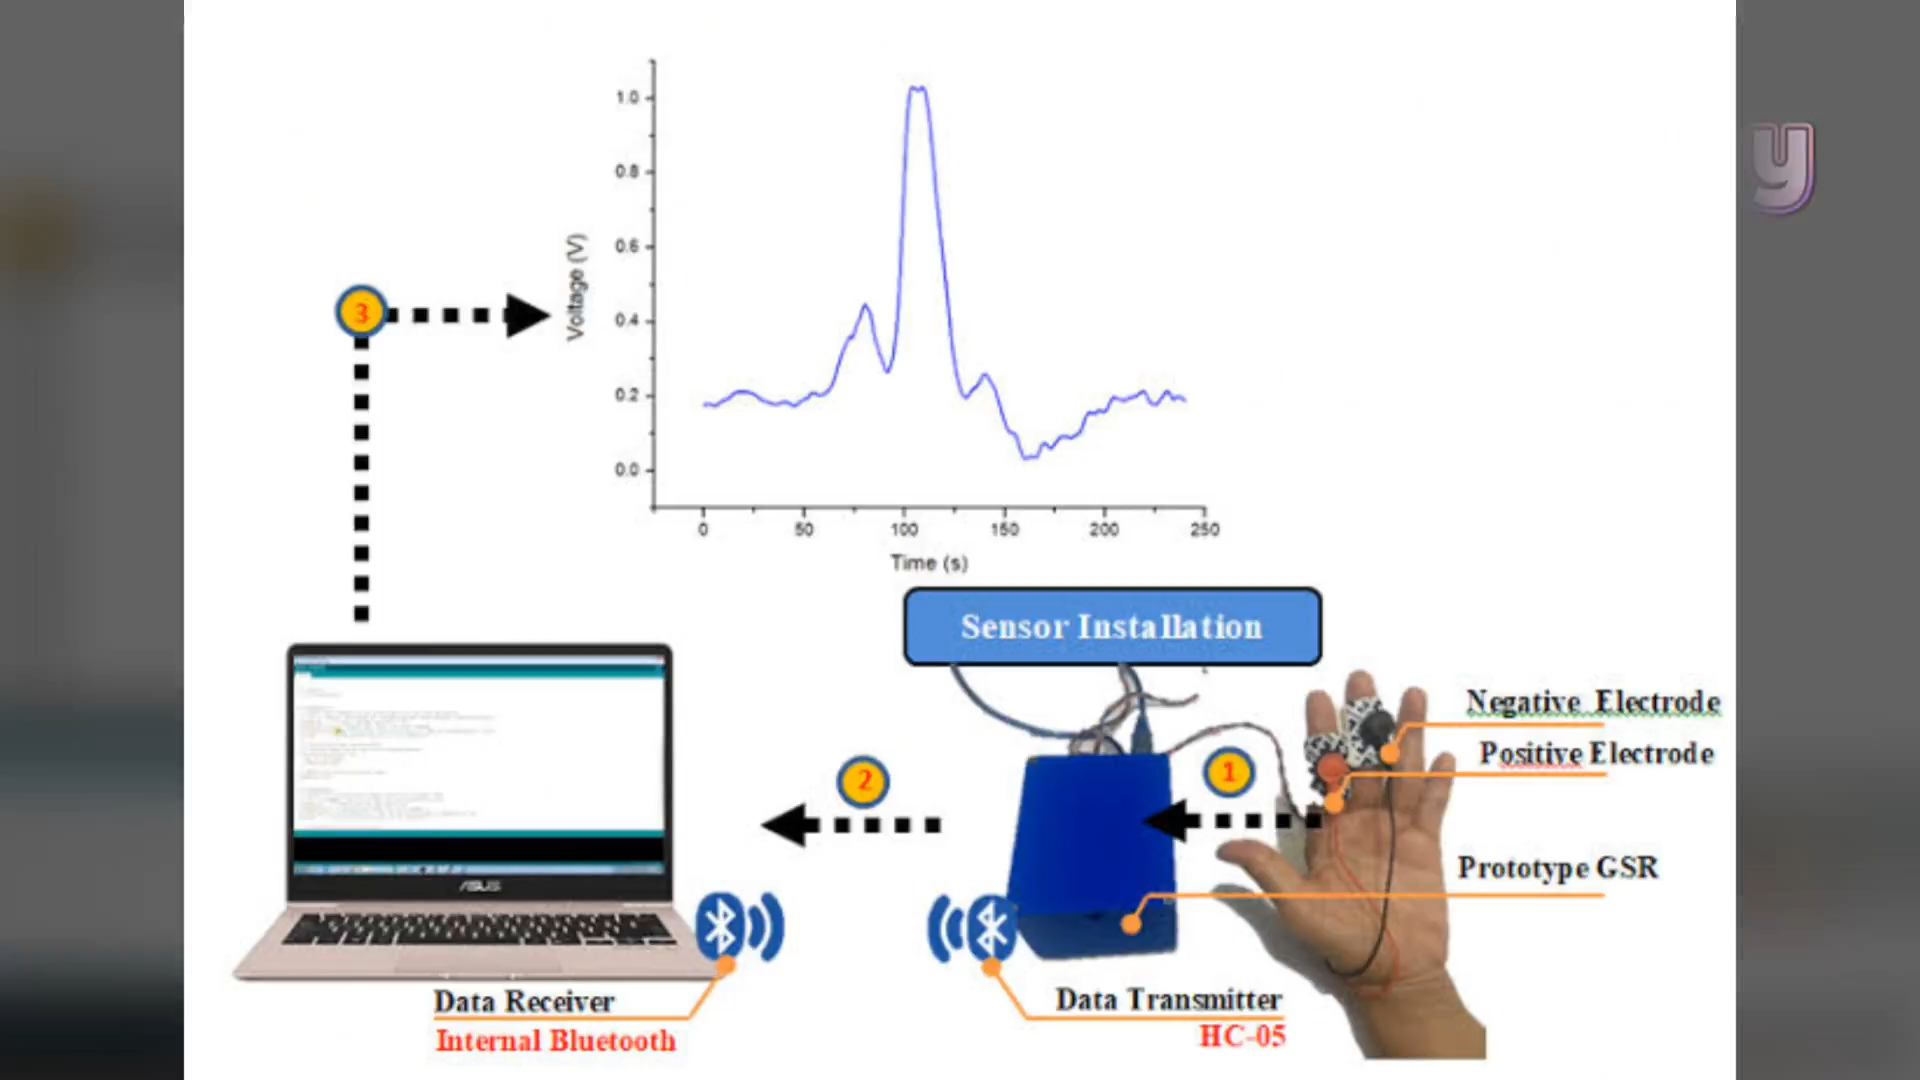 1.0
0.8
0.6
0.4
0.2
0.0
Voltage (V)
0 50 100 150 200 250
Time (s)
y
3
Sensor Installation
Negative Electrode
Positive Electrode
1
2
Prototype GSR
ASUS
Data Receiver
Internal Bluetooth
Data Transmitter
HC-05